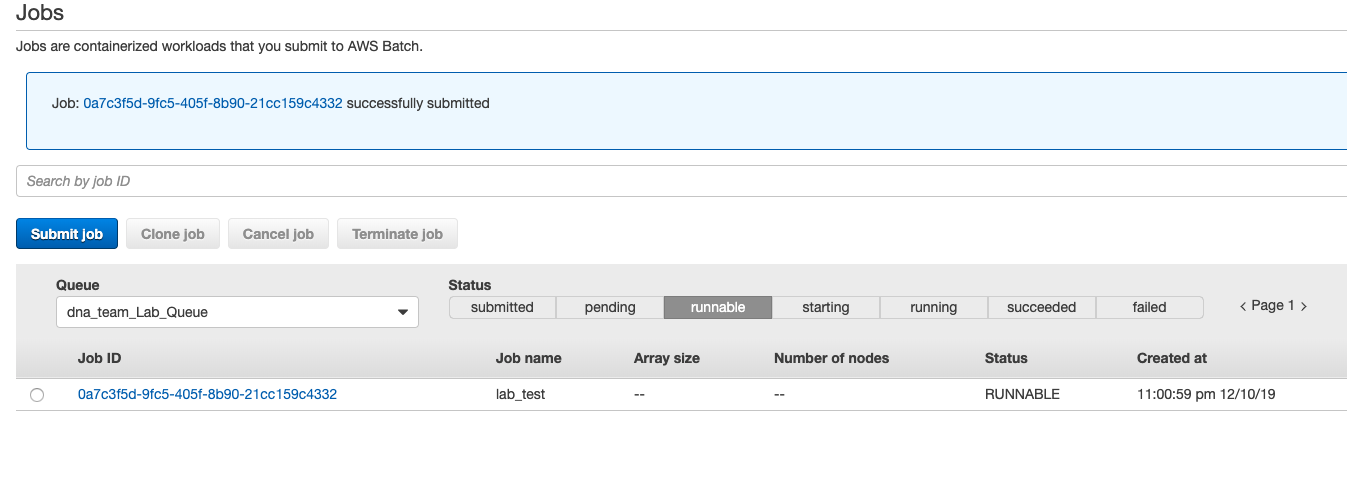 Jobs
Jobs are containerized workloads that you submit to AWS Batch.
Job: 0a7c3f5d-9fc5-405f-8b90-21cc159c4332 successfully submitted
Search by job ID
Submit job Clone job Cancel job Terminate job
Queue Status
dna_team_Lab_Queue submitted pending runnable starting running succeeded failed < Page 1 >
Job ID Job name Array size Number of nodes Status Created at
0a7c3f5d-9fc5-405f-8b90-21cc159c4332 lab_test -- -- RUNNABLE 11:00:59 pm 12/10/19